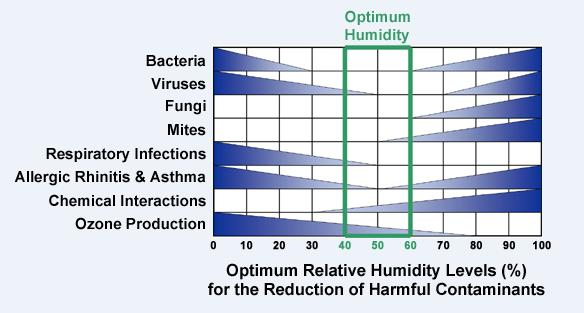 Optimum
Humidity
Bacteria
Viruses
Fungi
Mites
Respiratory Infections
Allergic Rhinitis & Asthma
Chemical Interactions
Ozone Production
0 10 20 30 40 50 60 70 80 90 100
Optimum Relative Humidity Levels (%)
for the Reduction of Harmful Contaminants